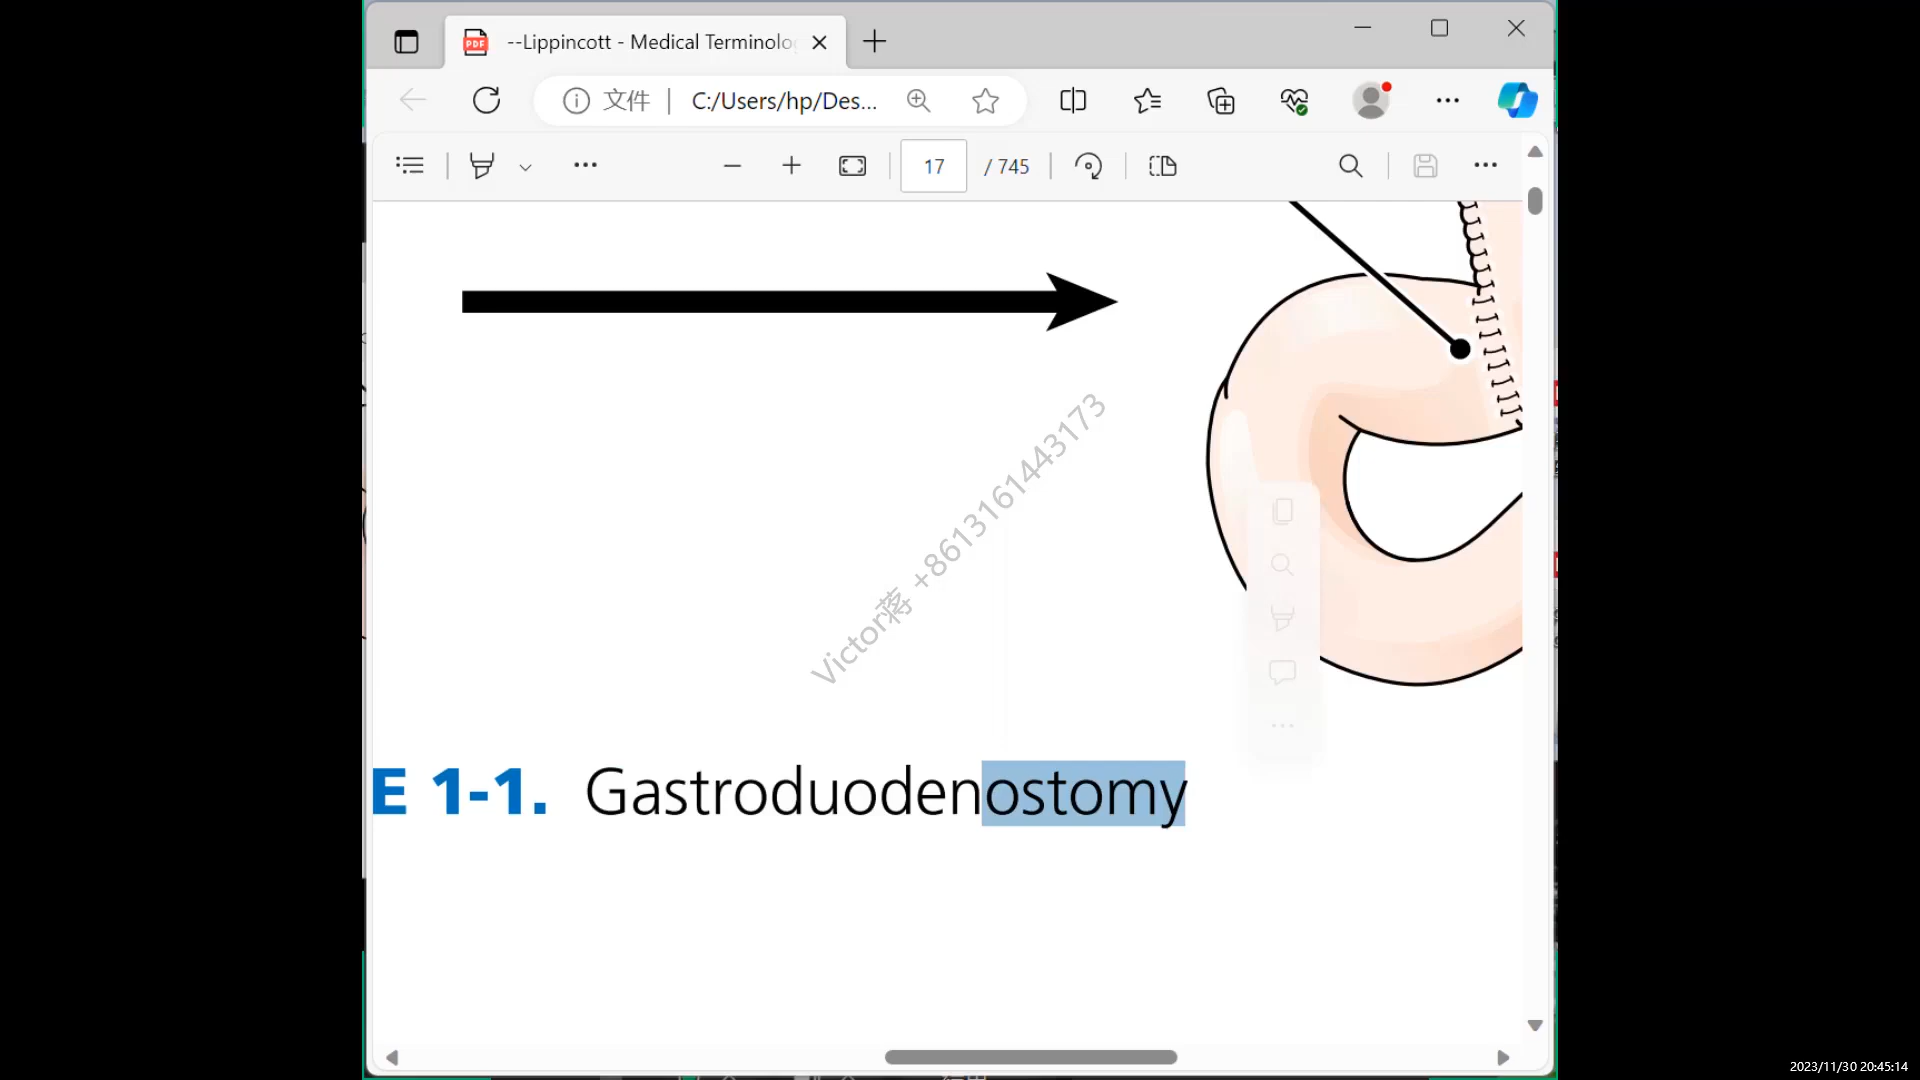 --Lippincott - Medical Terminolo
文件 | C:/Users/hp/Des...
17 / 745
Victor蒋 +8613161443173
E 1-1. Gastroduodenostomy
2023/11/30 20:45:14